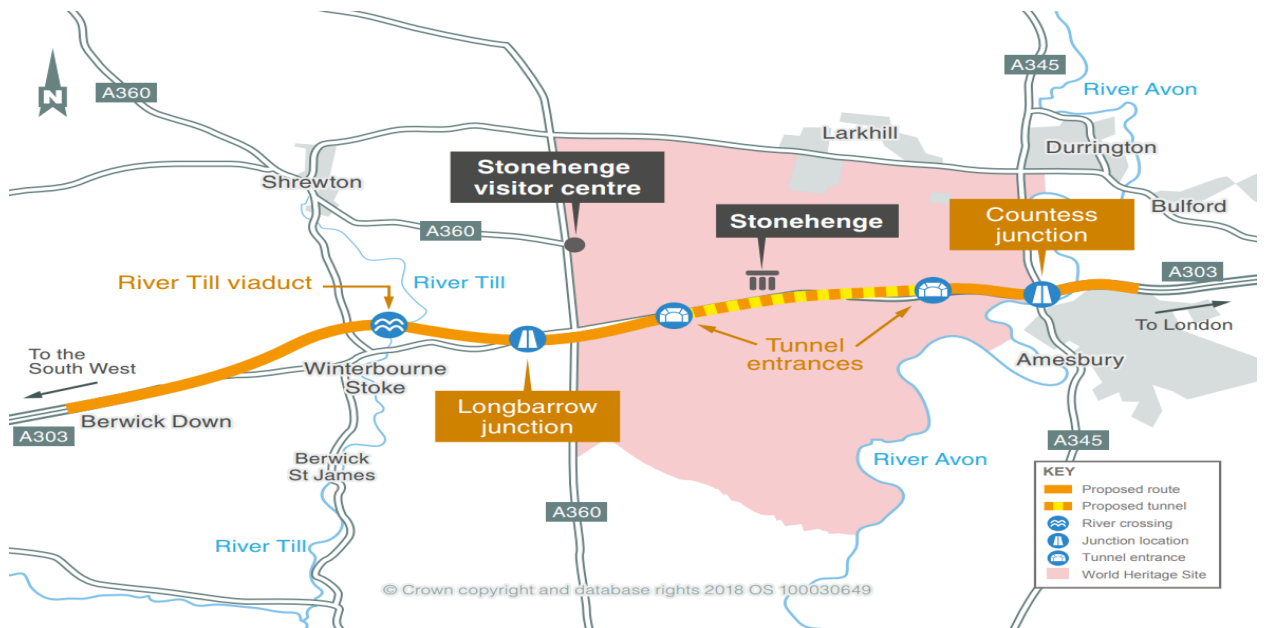 A345
River Avon
A360
N
Larkhill
Durrington
Stonehenge
visitor centre
Shrewton
Bulford
Stonehenge
Countess
junction
A360
River Till viaduct
River Till
A303
To London
Tunnel
entrances
To the
South West
Winterbourne
Stoke
Amesbury
Longbarrow
junction
Berwick Down
A303
A345
River Avon
Berwick
St James
A360
River Till
KEY
Proposed route
Proposed tunnel
River crossing
Junction location
Tunnel entrance
World Heritage Site
© Crown copyright and database rights 2018 OS 100030649